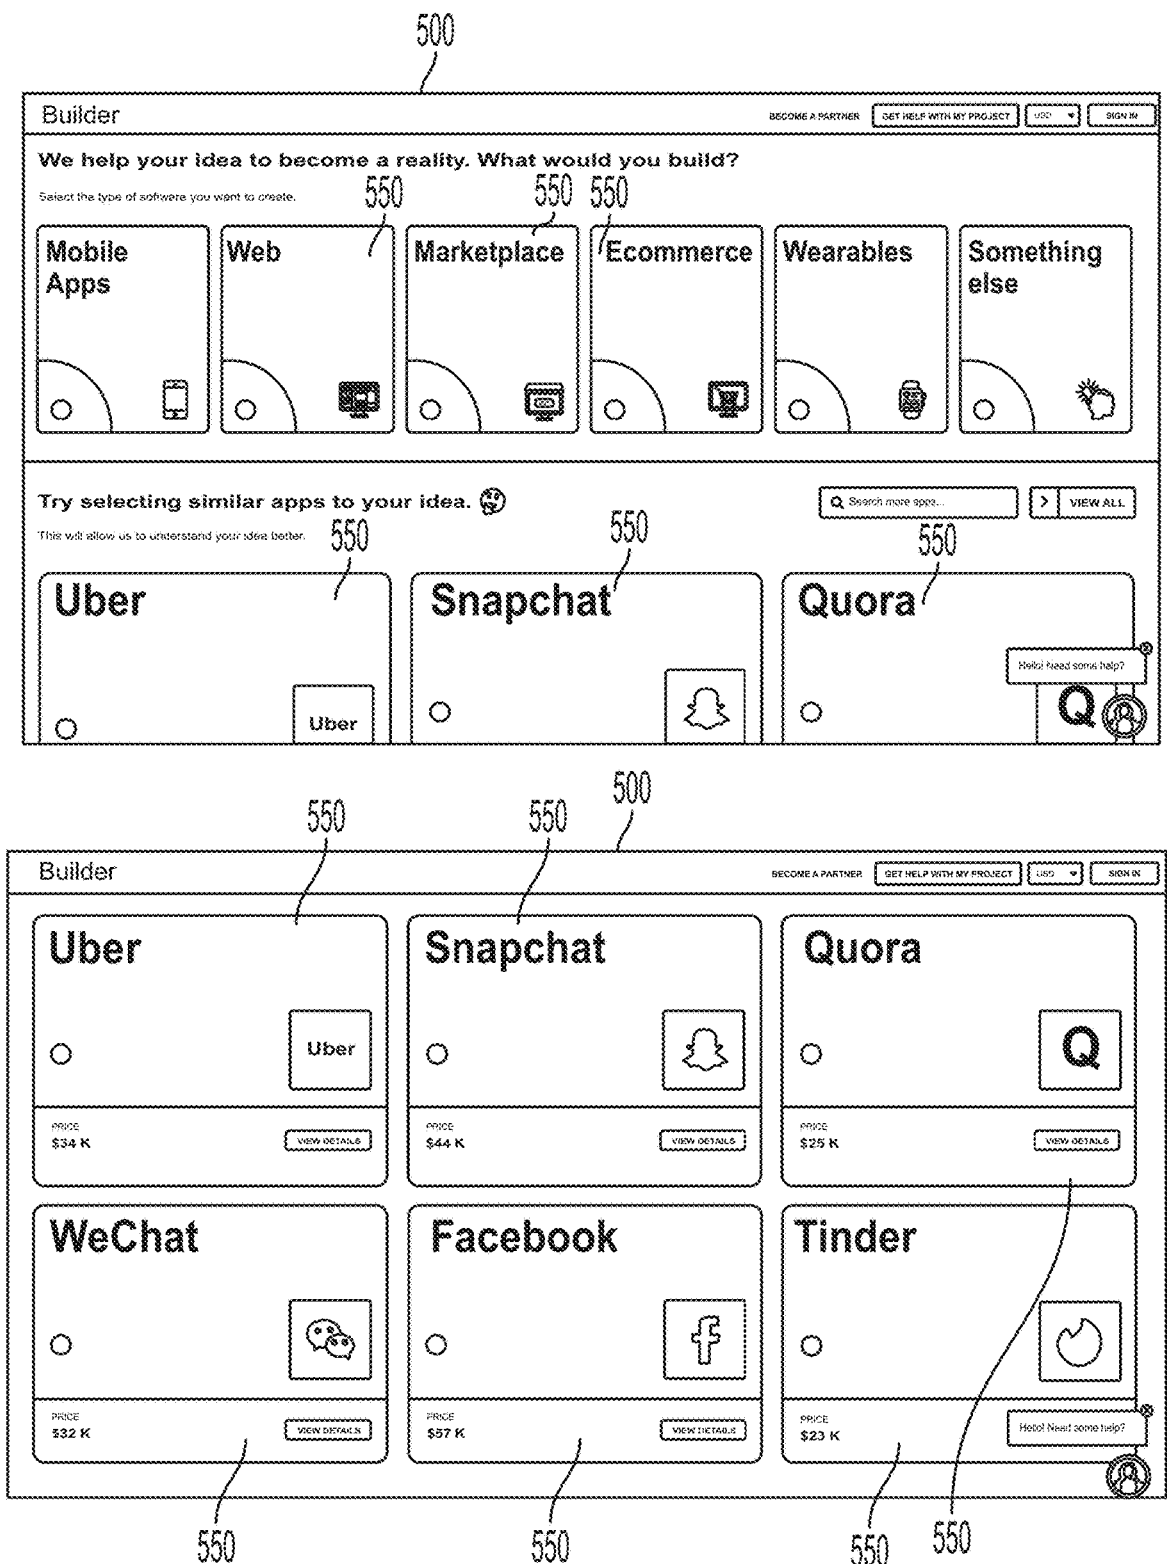 500
Builder
BECOME A PARTNER GET HELP WITH MY PROJECT USD SIGN IN
We help your idea to become a reality. What would you build?
Select the type of software you want to create.
550 550 550
Mobile Apps
Web
Marketplace
Ecommerce
Wearables
Something else
Try selecting similar apps to your idea.
Search more apps...
VIEW ALL
This will allow us to understand your idea better.
550 550 550
Uber
Snapchat
Quora
Hello! Need some help?
Uber
Q
550 550 500
Builder
BECOME A PARTNER GET HELP WITH MY PROJECT USD SIGN IN
Uber
Snapchat
Quora
Uber
Q
PRICE
$34 K
VIEW DETAILS
PRICE
$44 K
VIEW DETAILS
PRICE
$25 K
VIEW DETAILS
WeChat
Facebook
Tinder
f
PRICE
$32 K
VIEW DETAILS
PRICE
$57 K
VIEW DETAILS
PRICE
$23 K
Hello! Need some help?
550 550 550 550